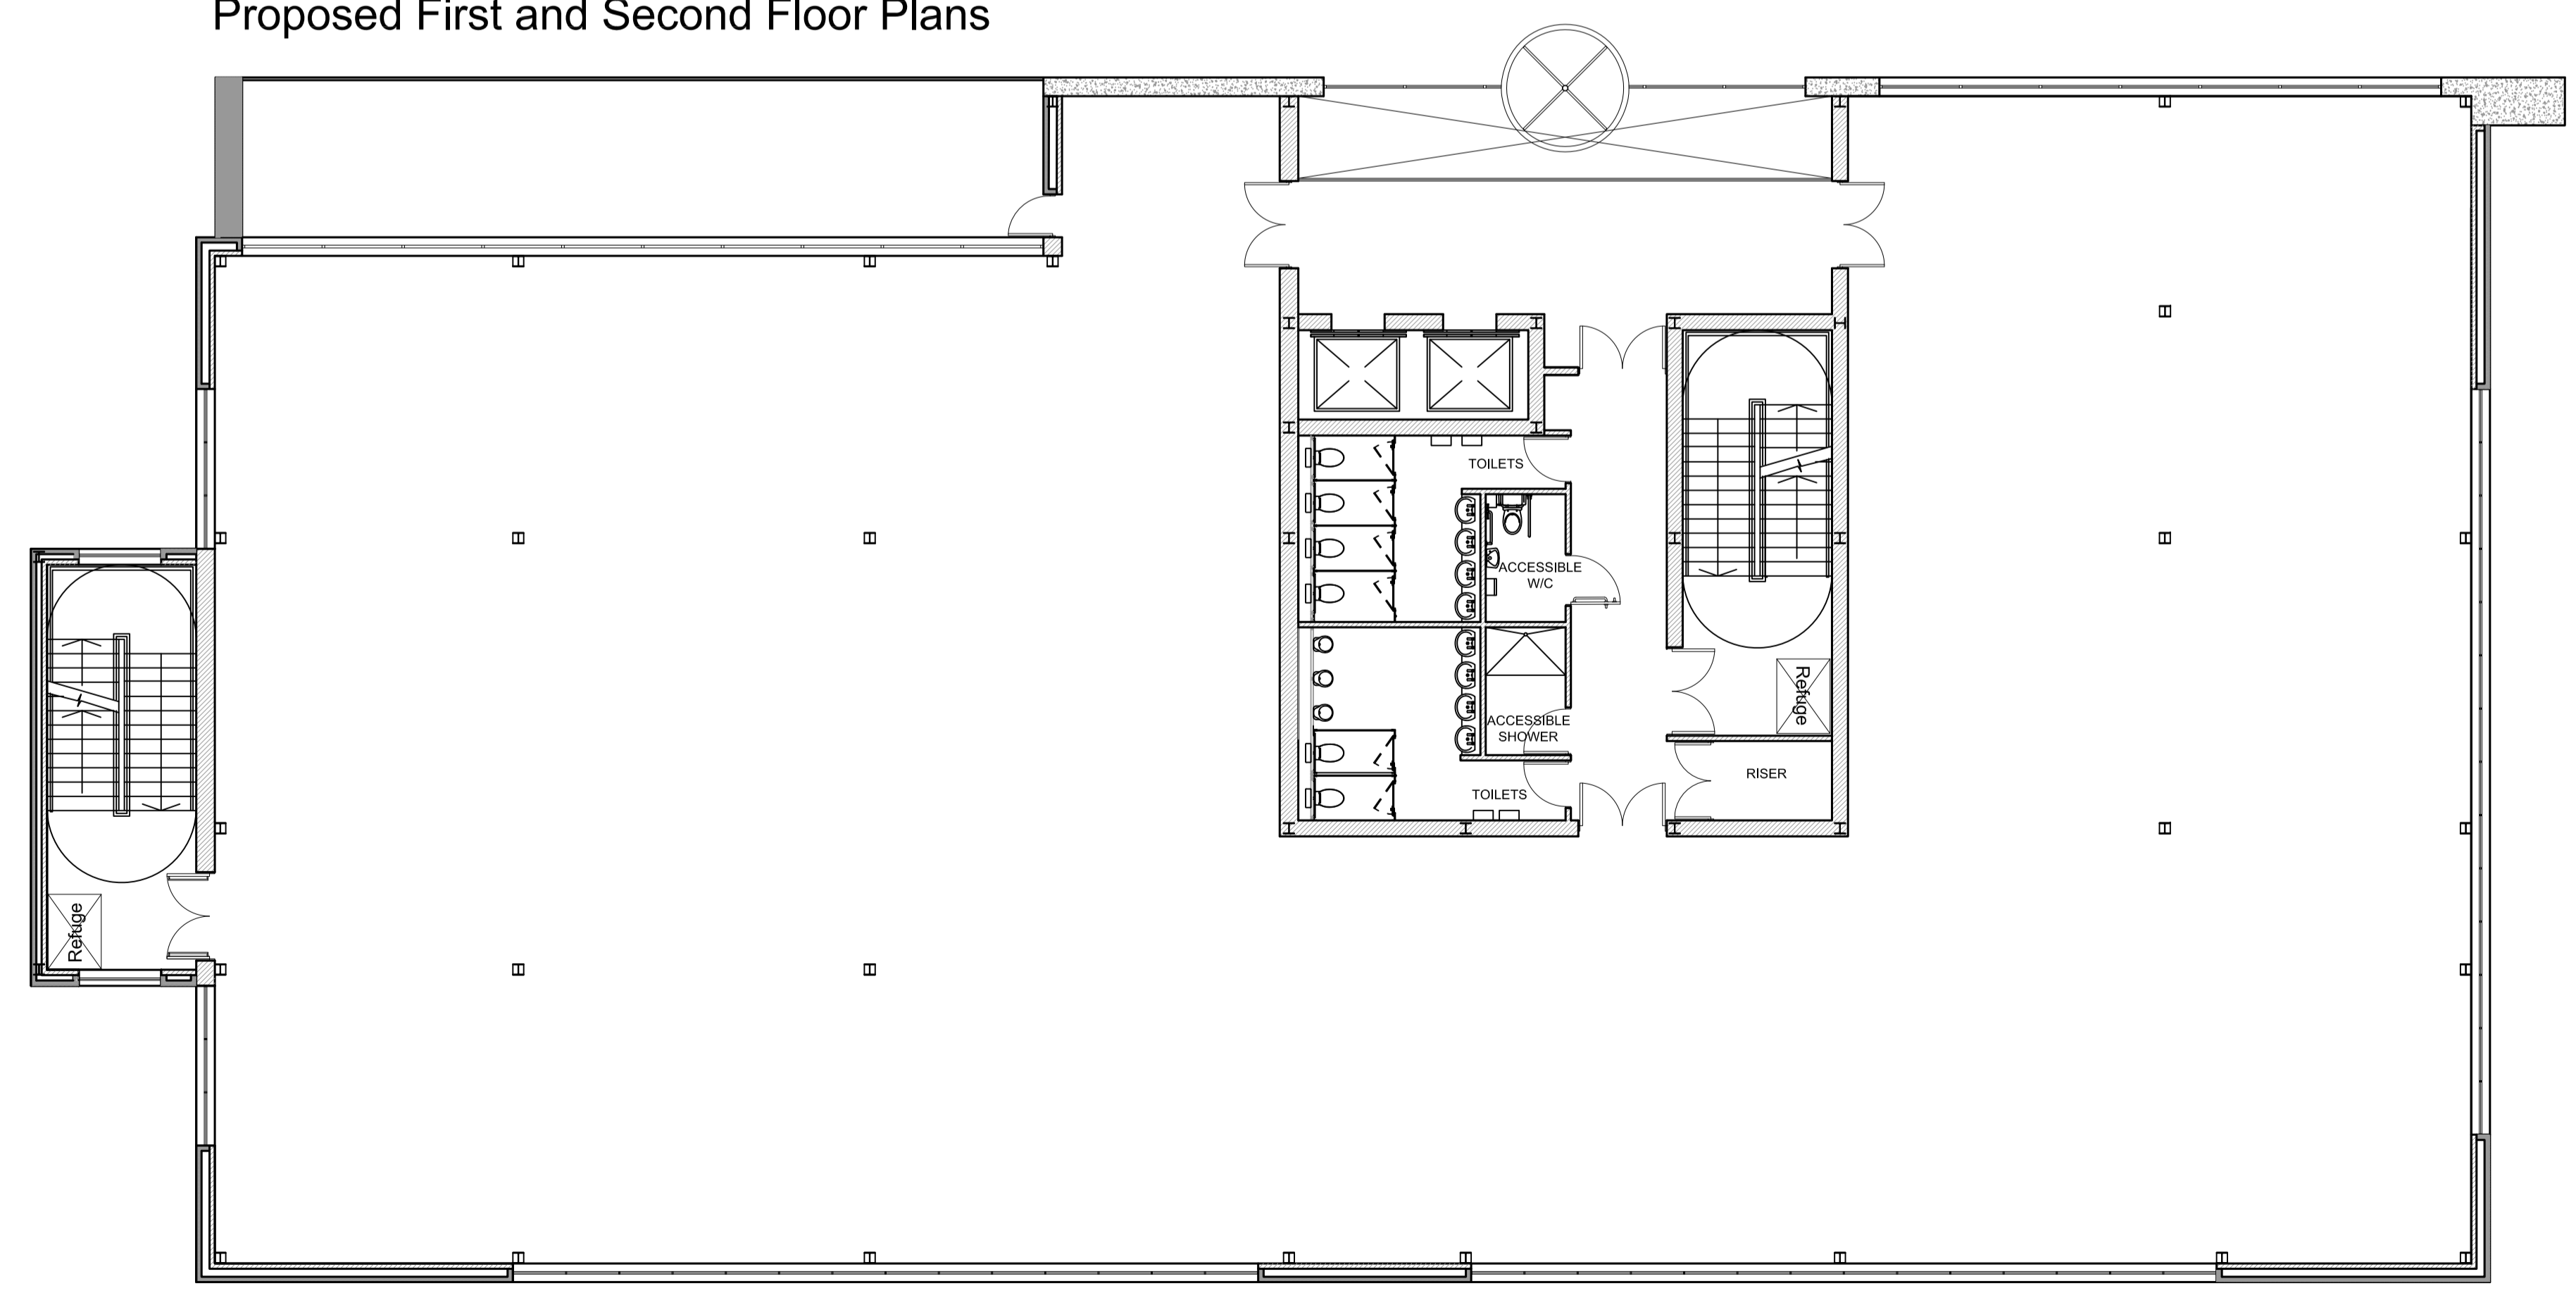 Proposed First and Second Floor Plans
TOILETS
ACCESSIBLE
W/C
Refuge
ACCESSIBLE
SHOWER
RISER
TOILETS
Refuge